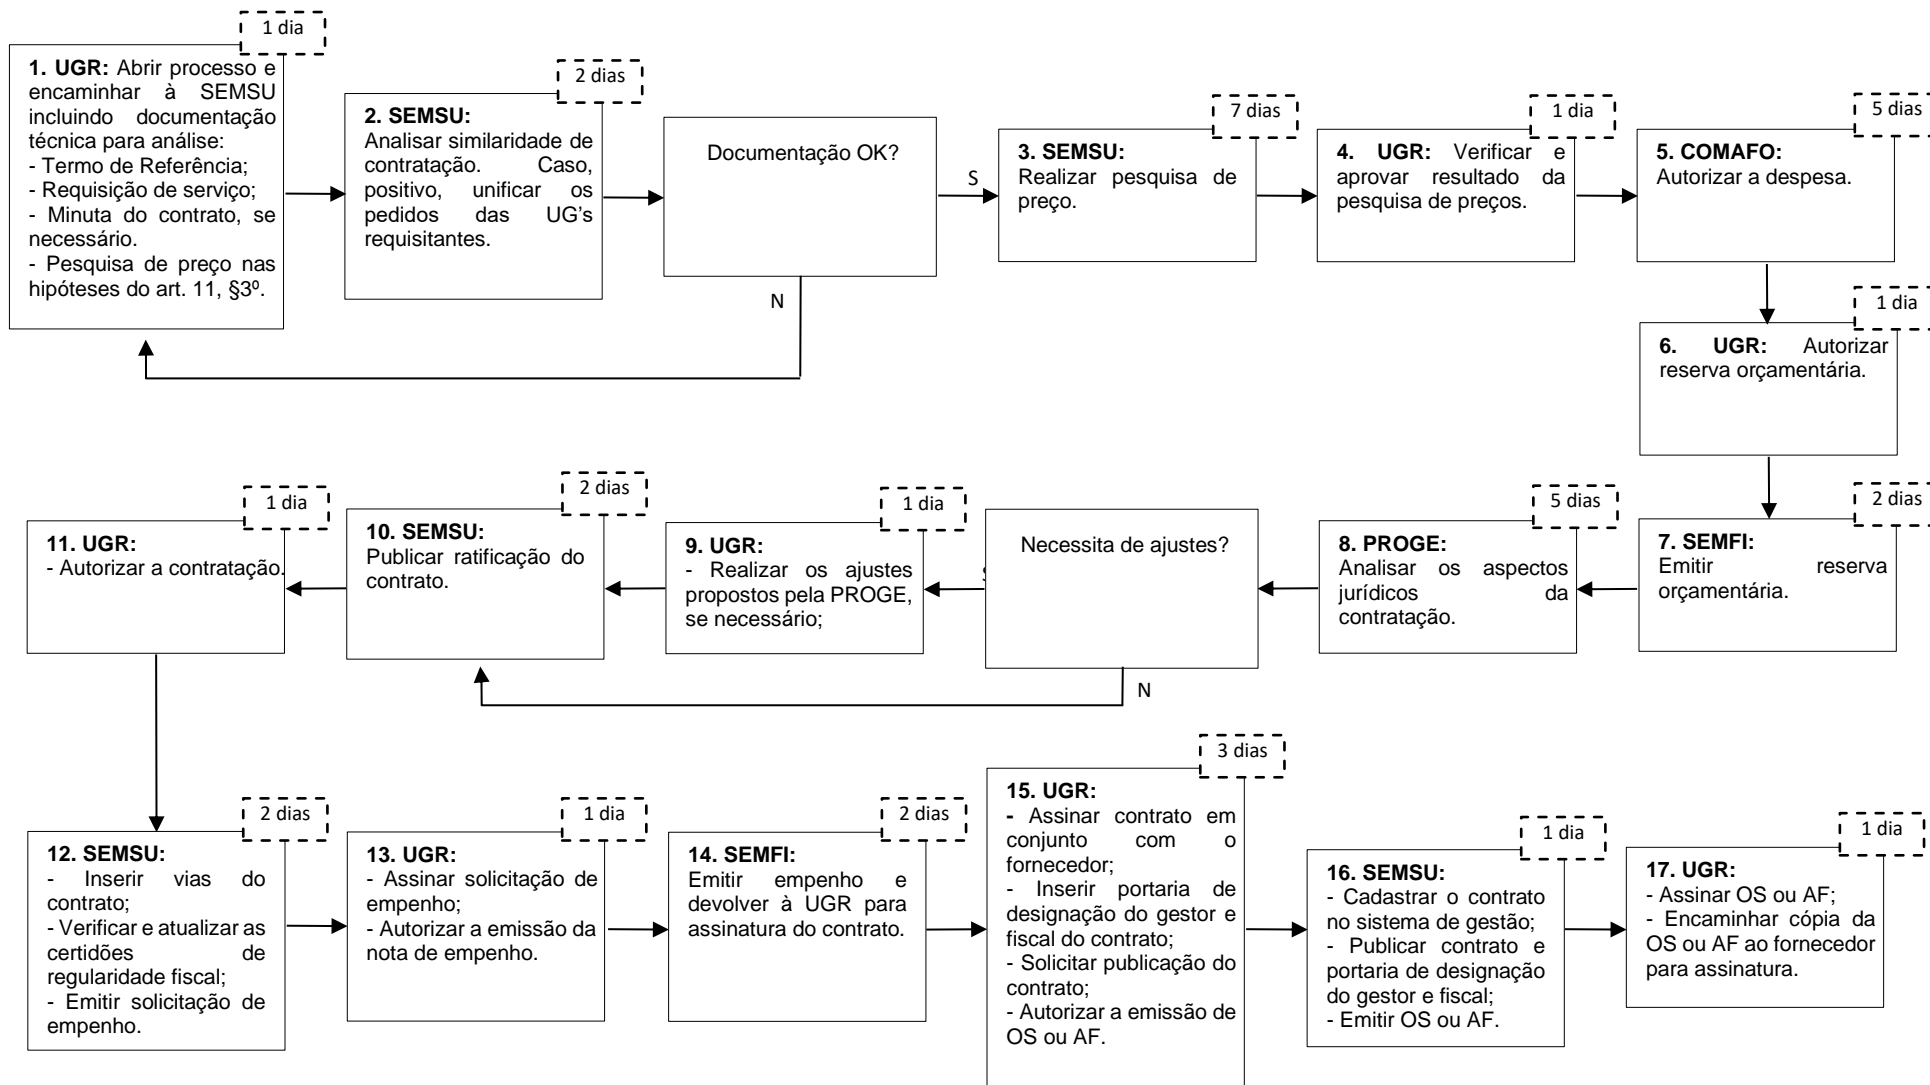 1 dia
1. UGR: Abrir processo e
encaminhar à SEMSU
incluindo documentação
técnica para análise:
- Termo de Referência;
- Requisição de serviço;
- Minuta do contrato, se
necessário.
- Pesquisa de preço nas
hipóteses do art. 11, §3º.
2 dias
2. SEMSU:
Analisar similaridade de
contratação. Caso,
positivo, unificar os
pedidos das UG’s
requisitantes.
Documentação OK?
S
N
7 dias
3. SEMSU:
Realizar pesquisa de
preço.
1 dia
4. UGR: Verificar e
aprovar resultado da
pesquisa de preços.
5 dias
5. COMAFO:
Autorizar a despesa.
1 dia
6. UGR: Autorizar
reserva orçamentária.
2 dias
7. SEMFI:
Emitir reserva
orçamentária.
5 dias
8. PROGE:
Analisar os aspectos
jurídicos da
contratação.
Necessita de ajustes?
N
1 dia
9. UGR:
- Realizar os ajustes
propostos pela PROGE,
se necessário;
2 dias
10. SEMSU:
Publicar ratificação do
contrato.
1 dia
11. UGR:
- Autorizar a contratação.
2 dias
12. SEMSU:
- Inserir vias do
contrato;
- Verificar e atualizar as
certidões de
regularidade fiscal;
- Emitir solicitação de
empenho.
1 dia
13. UGR:
- Assinar solicitação de
empenho;
- Autorizar a emissão da
nota de empenho.
2 dias
14. SEMFI:
Emitir empenho e
devolver à UGR para
assinatura do contrato.
3 dias
15. UGR:
- Assinar contrato em
conjunto com o
fornecedor;
- Inserir portaria de
designação do gestor e
fiscal do contrato;
- Solicitar publicação do
contrato;
- Autorizar a emissão de
OS ou AF.
1 dia
16. SEMSU:
- Cadastrar o contrato
no sistema de gestão;
- Publicar contrato e
portaria de designação
do gestor e fiscal;
- Emitir OS ou AF.
1 dia
17. UGR:
- Assinar OS ou AF;
- Encaminhar cópia da
OS ou AF ao fornecedor
para assinatura.